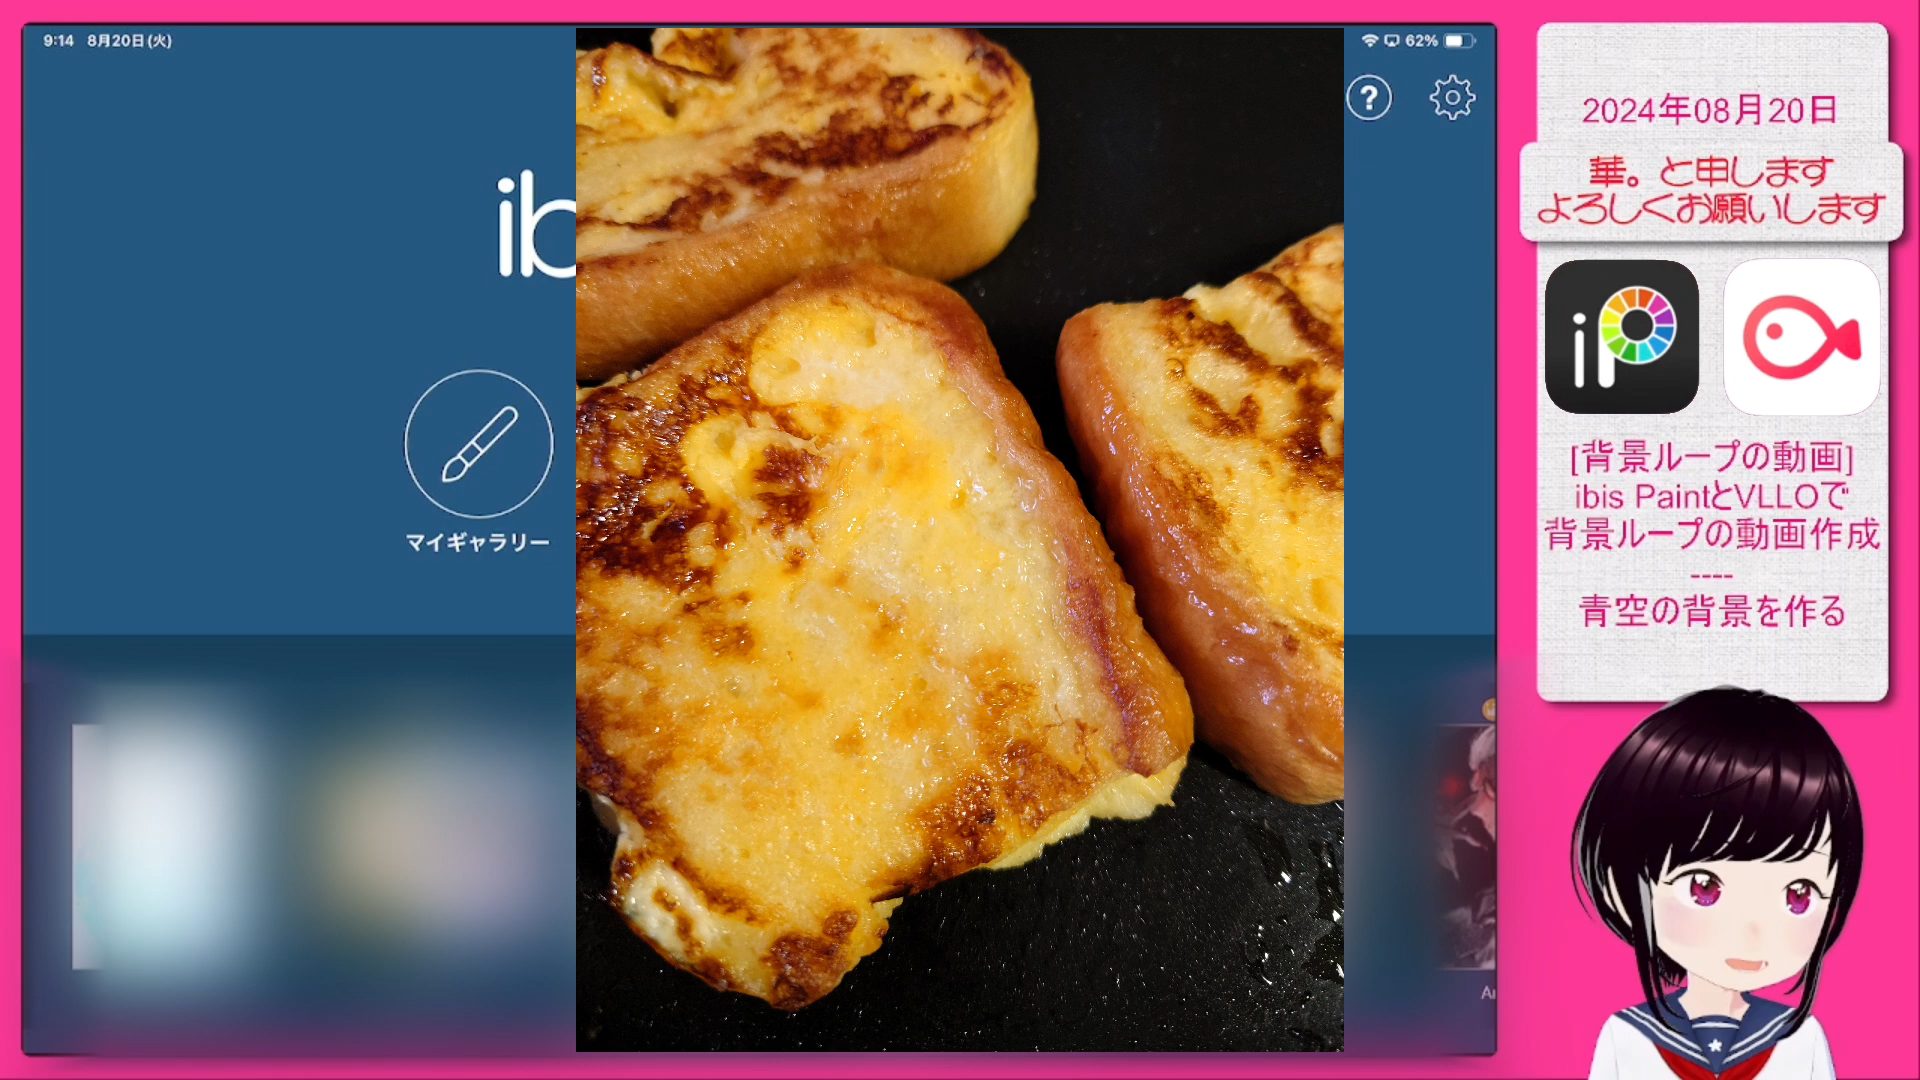 9:14 8月20日(火)
62%
?
ib
マイギャラリー
2024年08月20日
華。と申します
よろしくお願いします
iP
[背景ループの動画]
ibis PaintとVLLOで
背景ループの動画作成
----
青空の背景を作る